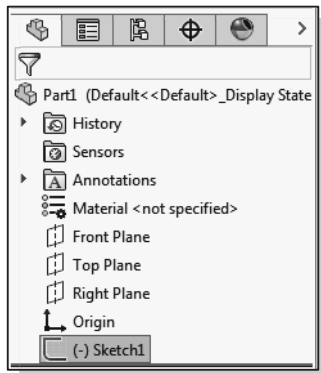 Part1 (Default<<Default>_Display State
History
Sensors
A Annotations
Material <not specified>
Front Plane
Top Plane
Right Plane
Origin
(-) Sketch1